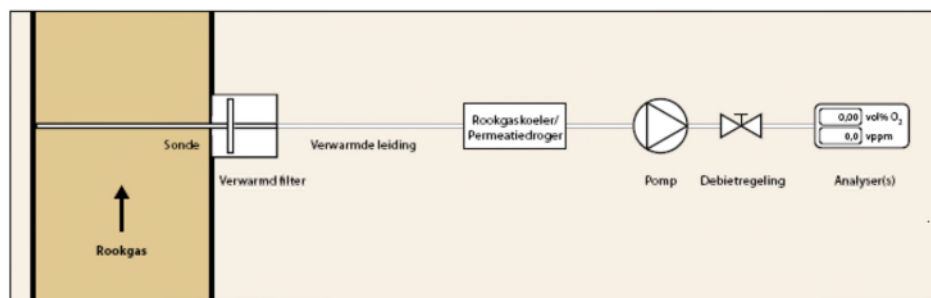 Rookgaskoeler/
Permeatiedroger
0,00 vol% O₂
0,0 vppm
Sonde
Verwarmde leiding
Verwarmd filter
Pomp
Debietregeling
Analyser(s)
Rookgas